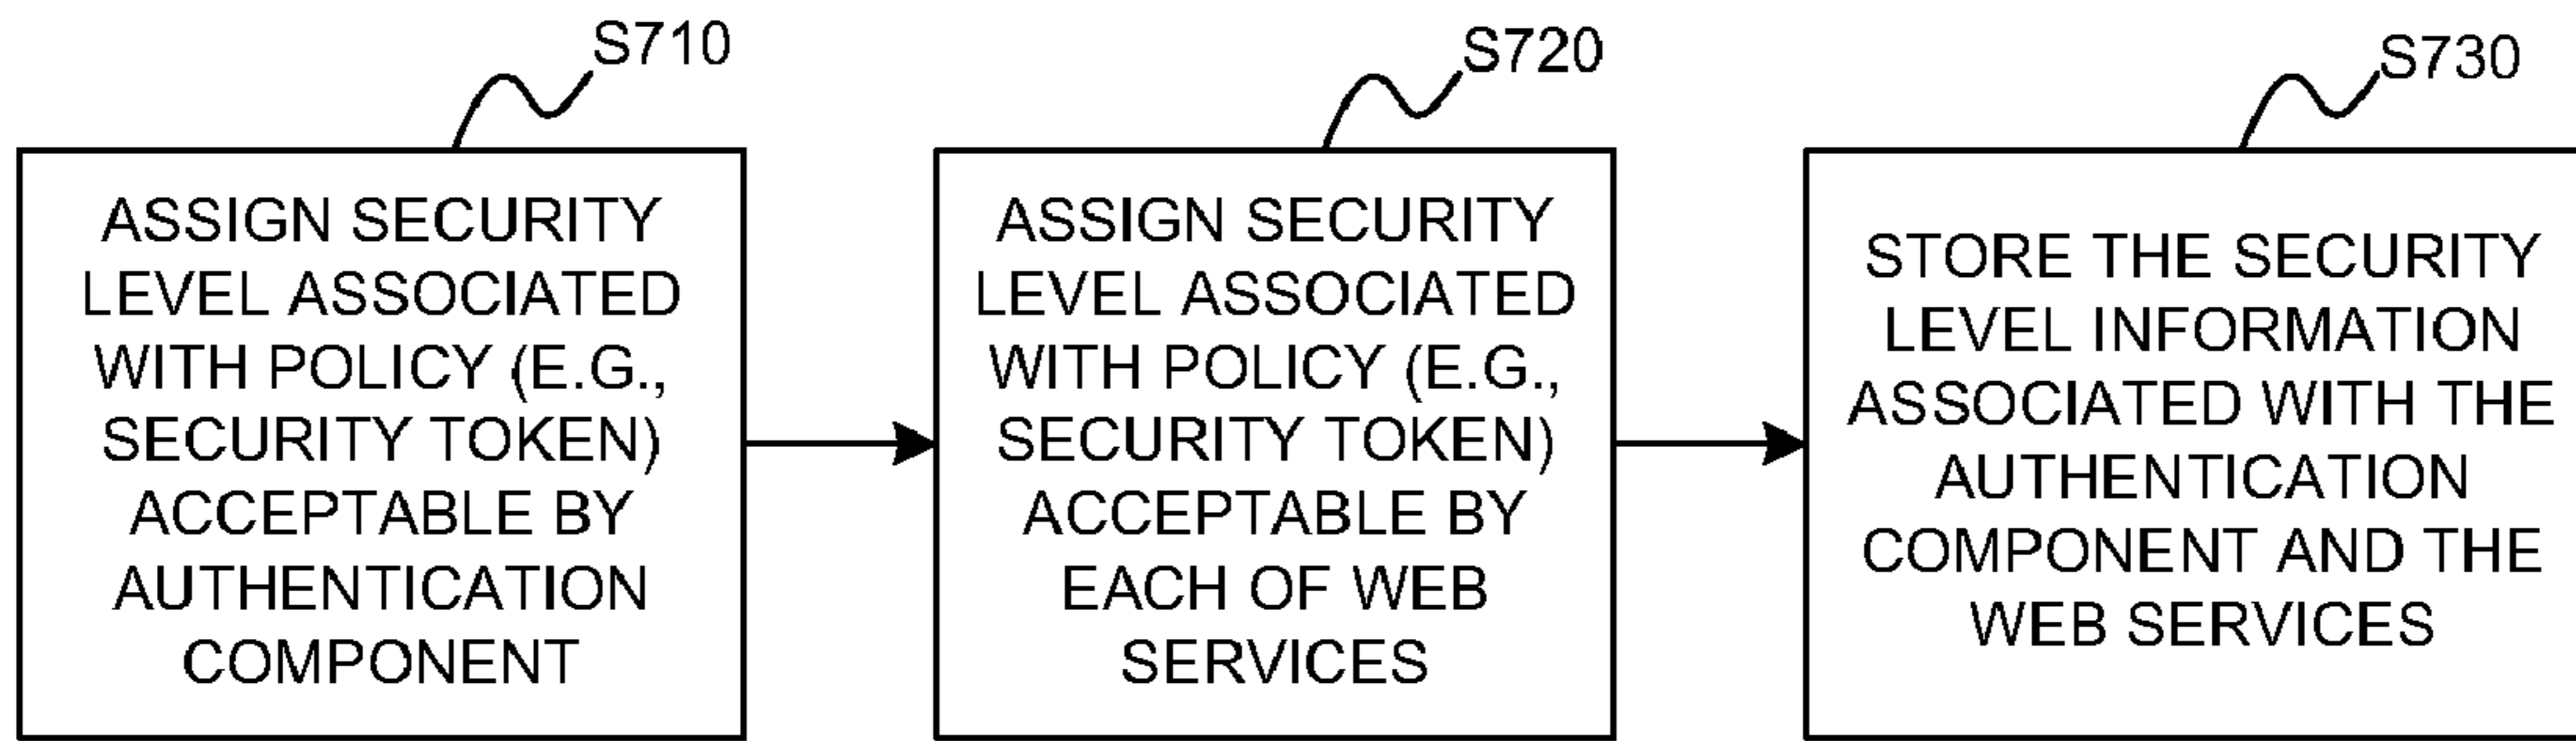 S710
ASSIGN SECURITY
LEVEL ASSOCIATED
WITH POLICY (E.G.,
SECURITY TOKEN)
ACCEPTABLE BY
AUTHENTICATION
COMPONENT
S720
ASSIGN SECURITY
LEVEL ASSOCIATED
WITH POLICY (E.G.,
SECURITY TOKEN)
ACCEPTABLE BY
EACH OF WEB
SERVICES
S730
STORE THE SECURITY
LEVEL INFORMATION
ASSOCIATED WITH THE
AUTHENTICATION
COMPONENT AND THE
WEB SERVICES